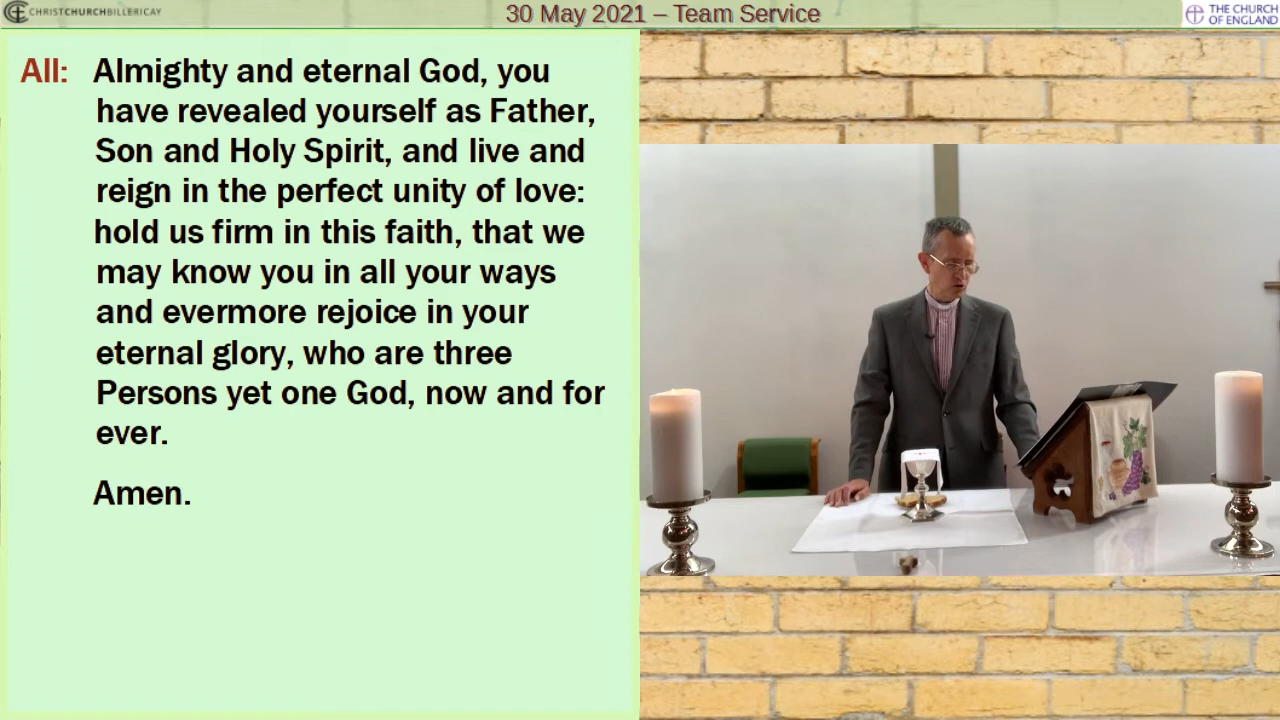 CHRISTCHURCHBILLERICAY
30 May 2021 – Team Service
THE CHURCH
OF ENGLAND
All: Almighty and eternal God, you
have revealed yourself as Father,
Son and Holy Spirit, and live and
reign in the perfect unity of love:
hold us firm in this faith, that we
may know you in all your ways
and evermore rejoice in your
eternal glory, who are three
Persons yet one God, now and for
ever.
Amen.